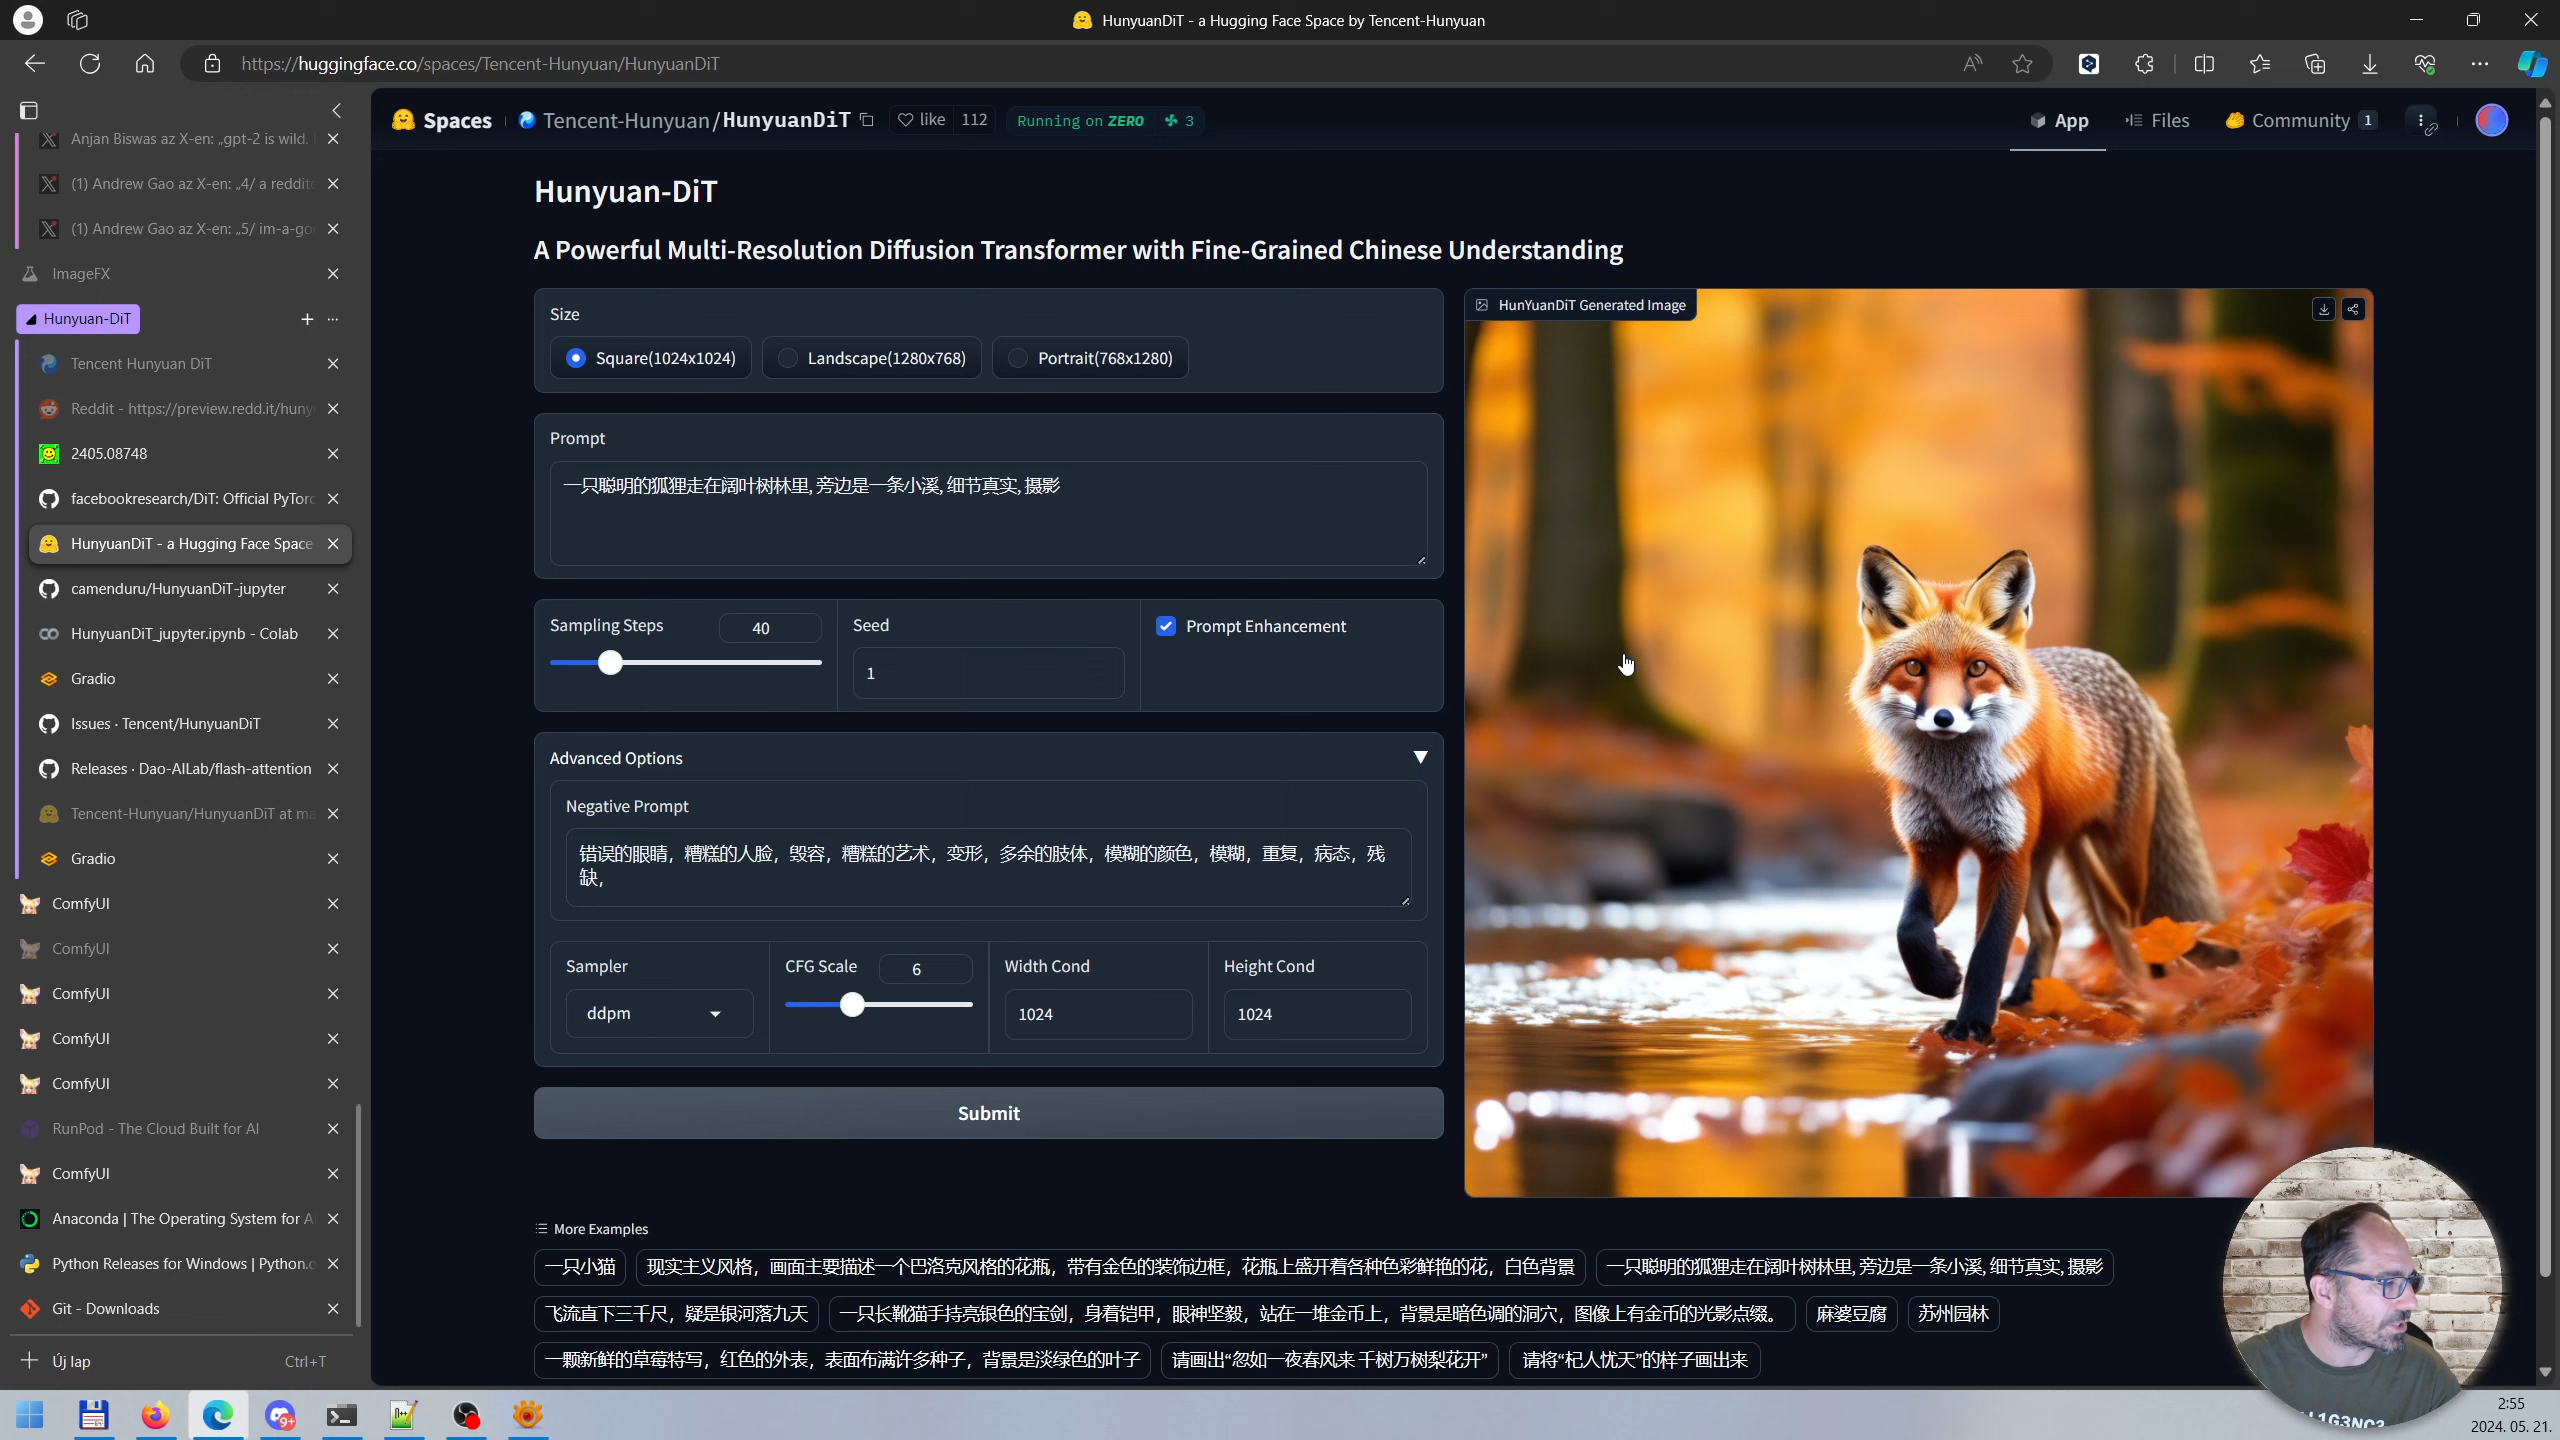 HunyuanDiT - a Hugging Face Space by Tencent-Hunyuan
https://huggingface.co/spaces/Tencent-Hunyuan/HunyuanDiT
Anjan Biswas az X-en: „gpt-2 is wild.
(1) Andrew Gao az X-en: „4/ a reddit
(1) Andrew Gao az X-en: „5/ im-a-go
ImageFX
Hunyuan-DiT
Tencent Hunyuan DiT
Reddit - https://preview.redd.it/huny
2405.08748
facebookresearch/DiT: Official PyTorc
HunyuanDiT - a Hugging Face Space
camenduru/HunyuanDiT-jupyter
HunyuanDiT_jupyter.ipynb - Colab
Gradio
Issues · Tencent/HunyuanDiT
Releases · Dao-AILab/flash-attention
Tencent-Hunyuan/HunyuanDiT at ma
Gradio
ComfyUI
ComfyUI
ComfyUI
ComfyUI
ComfyUI
RunPod - The Cloud Built for AI
ComfyUI
Anaconda | The Operating System for A
Python Releases for Windows | Python.o
Git - Downloads
Új lap Ctrl+T
Spaces Tencent-Hunyuan/HunyuanDiT like 112 Running on ZERO 3
App Files Community 1
Hunyuan-DiT
A Powerful Multi-Resolution Diffusion Transformer with Fine-Grained Chinese Understanding
Size
Square(1024x1024) Landscape(1280x768) Portrait(768x1280)
Prompt
一只聪明的狐狸走在阔叶树林里, 旁边是一条小溪, 细节真实, 摄影
Sampling Steps 40 Seed Prompt Enhancement
1
Advanced Options
Negative Prompt
错误的眼睛，糟糕的人脸，毁容，糟糕的艺术，变形，多余的肢体，模糊的颜色，模糊，重复，病态，残
缺，
Sampler CFG Scale 6 Width Cond Height Cond
ddpm 1024 1024
Submit
HunYuanDiT Generated Image
More Examples
一只小猫 现实主义风格，画面主要描述一个巴洛克风格的花瓶，带有金色的装饰边框，花瓶上盛开着各种色彩鲜艳的花，白色背景 一只聪明的狐狸走在阔叶树林里, 旁边是一条小溪, 细节真实, 摄影
飞流直下三千尺，疑是银河落九天 一只长靴猫手持亮银色的宝剑，身着铠甲，眼神坚毅，站在一堆金币上，背景是暗色调的洞穴，图像上有金币的光影点缀。 麻婆豆腐 苏州园林
一颗新鲜的草莓特写，红色的外表，表面布满许多种子，背景是淡绿色的叶子 请画出“忽如一夜春风来 千树万树梨花开” 请将“杞人忧天”的样子画出来
9+
2:55
2024. 05. 21.